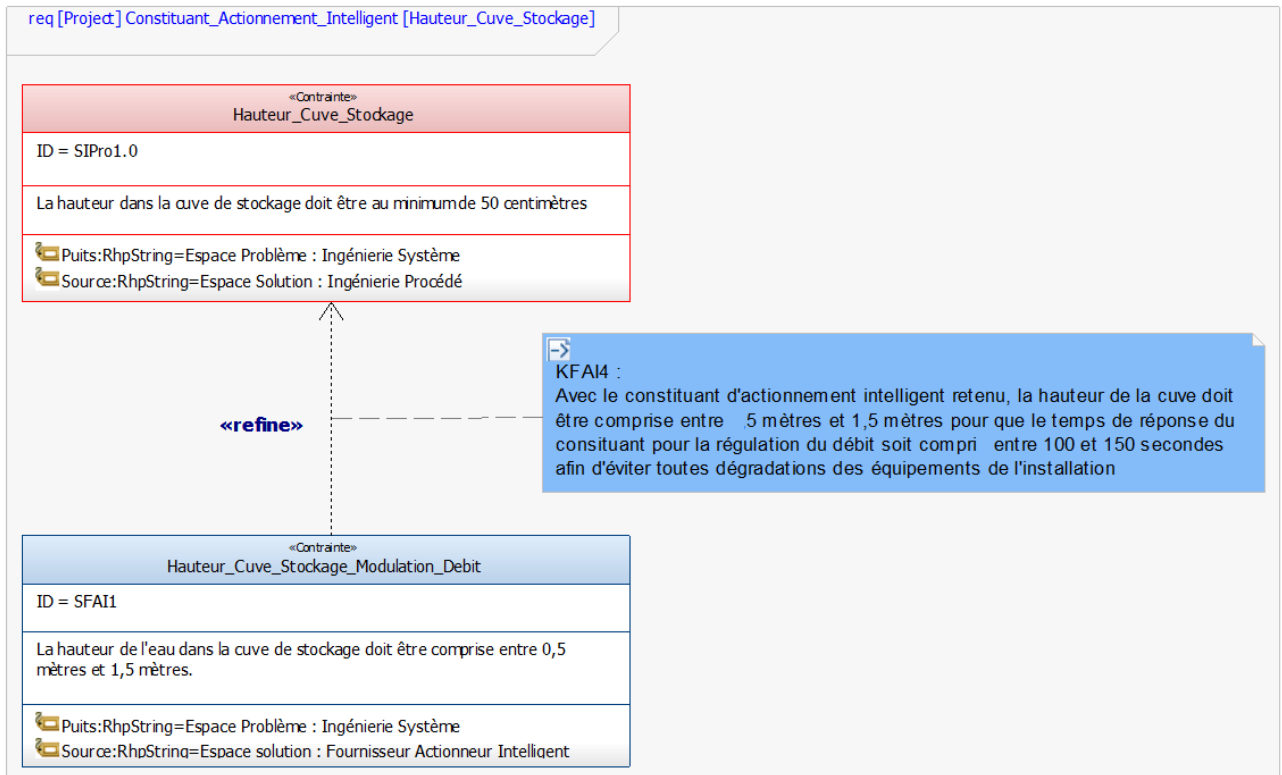 req [Project] Constituant_Actionnement_Intelligent [Hauteur_Cuve_Stockage]
«Contrainte»
Hauteur_Cuve_Stockage
ID = SIPro1.0
La hauteur dans la cuve de stockage doit être au minimum de 50 centimètres
Puits:RhpString=Espace Problème : Ingénierie Système
Source:RhpString=Espace Solution : Ingénierie Procédé
KFAI4 :
Avec le constituant d'actionnement intelligent retenu, la hauteur de la cuve doit
être comprise entre ,5 mètres et 1,5 mètres pour que le temps de réponse du
consituant pour la régulation du débit soit compri entre 100 et 150 secondes
afin d'éviter toutes dégradations des équipements de l'installation
«refine»
«Contrainte»
Hauteur_Cuve_Stockage_Modulation_Debit
ID = SFAI1
La hauteur de l'eau dans la cuve de stockage doit être comprise entre 0,5
mètres et 1,5 mètres.
Puits:RhpString=Espace Problème : Ingénierie Système
Source:RhpString=Espace solution : Fournisseur Actionneur Intelligent